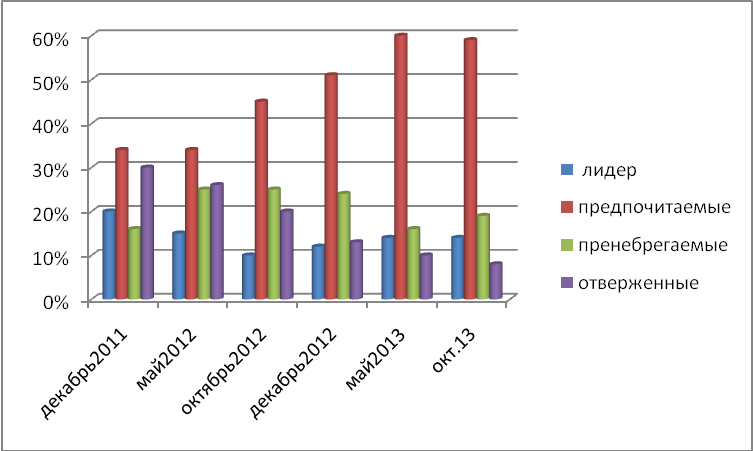 60%
50%
40%
30%
20%
10%
0%
декабрь2011
май2012
октябрь2012
декабрь2012
май2013
окт.13
лидер
предпочитаемые
пренебрегаемые
отверженные